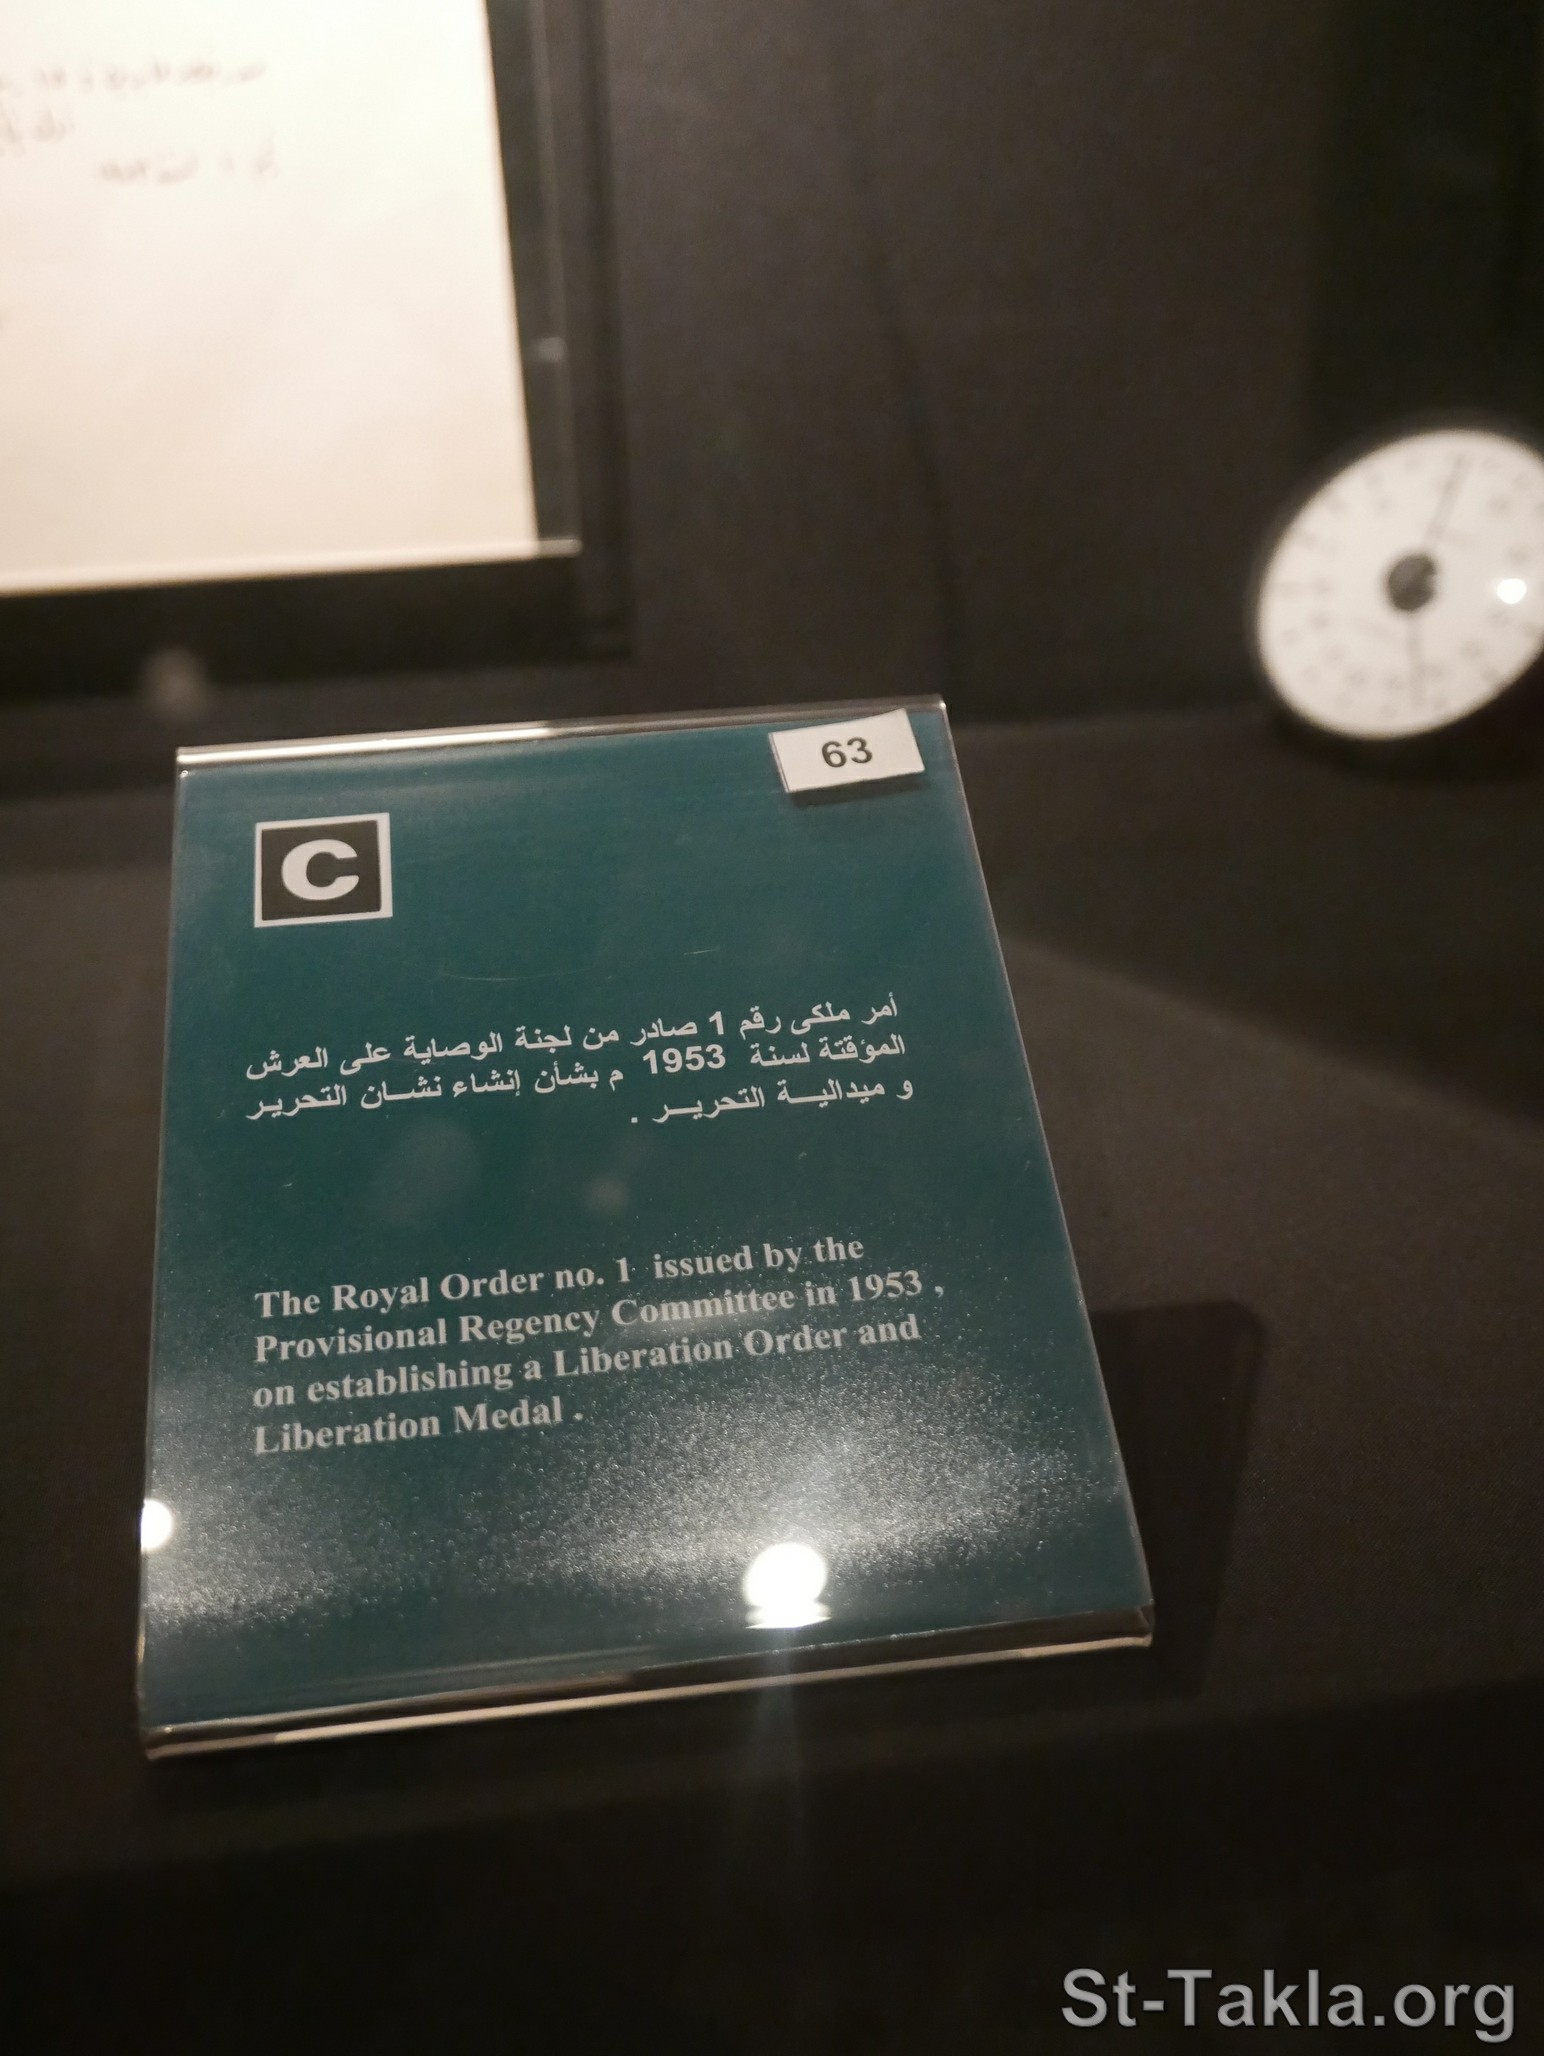 63
C
أمر ملكى رقم 1 صادر من لجنة الوصاية على العرش
المؤقتة لسنة 1953 م بشأن إنشاء نشان التحرير
و ميدالية التحرير .
The Royal Order no. 1 issued by the
Provisional Regency Committee in 1953 ,
on establishing a Liberation Order and
Liberation Medal .
St-Takla.org